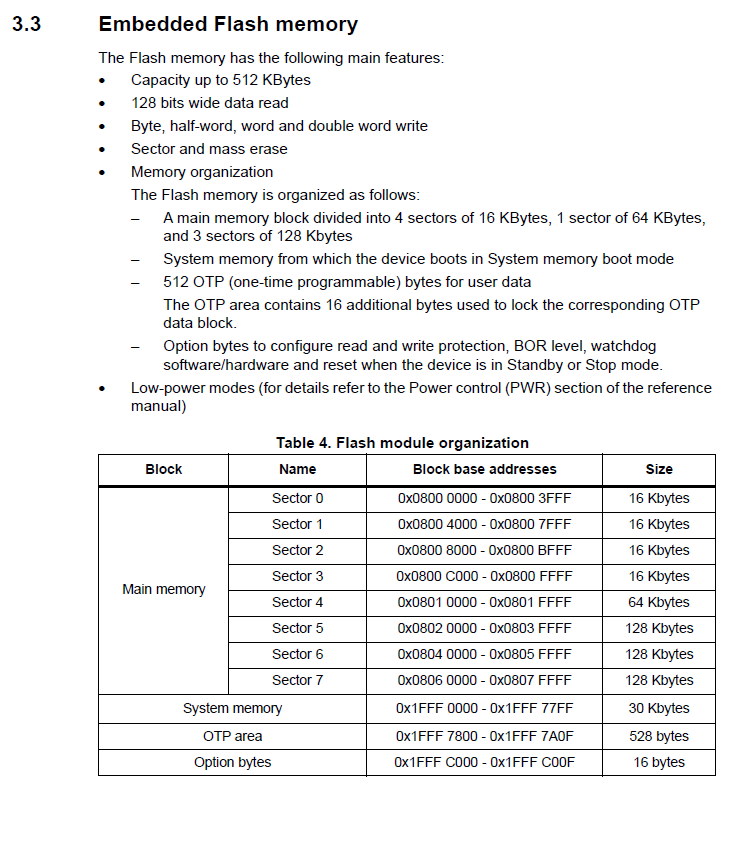 3.3 Embedded Flash memory
The Flash memory has the following main features:
• Capacity up to 512 KBytes
• 128 bits wide data read
• Byte, half-word, word and double word write
• Sector and mass erase
• Memory organization
The Flash memory is organized as follows:
– A main memory block divided into 4 sectors of 16 KBytes, 1 sector of 64 KBytes,
and 3 sectors of 128 Kbytes
– System memory from which the device boots in System memory boot mode
– 512 OTP (one-time programmable) bytes for user data
The OTP area contains 16 additional bytes used to lock the corresponding OTP
data block.
– Option bytes to configure read and write protection, BOR level, watchdog
software/hardware and reset when the device is in Standby or Stop mode.
• Low-power modes (for details refer to the Power control (PWR) section of the reference
manual)
Table 4. Flash module organization
Block Name Block base addresses Size
Sector 0 0x0800 0000 - 0x0800 3FFF 16 Kbytes
Sector 1 0x0800 4000 - 0x0800 7FFF 16 Kbytes
Sector 2 0x0800 8000 - 0x0800 BFFF 16 Kbytes
Sector 3 0x0800 C000 - 0x0800 FFFF 16 Kbytes
Main memory
Sector 4 0x0801 0000 - 0x0801 FFFF 64 Kbytes
Sector 5 0x0802 0000 - 0x0803 FFFF 128 Kbytes
Sector 6 0x0804 0000 - 0x0805 FFFF 128 Kbytes
Sector 7 0x0806 0000 - 0x0807 FFFF 128 Kbytes
System memory 0x1FFF 0000 - 0x1FFF 77FF 30 Kbytes
OTP area 0x1FFF 7800 - 0x1FFF 7A0F 528 bytes
Option bytes 0x1FFF C000 - 0x1FFF C00F 16 bytes